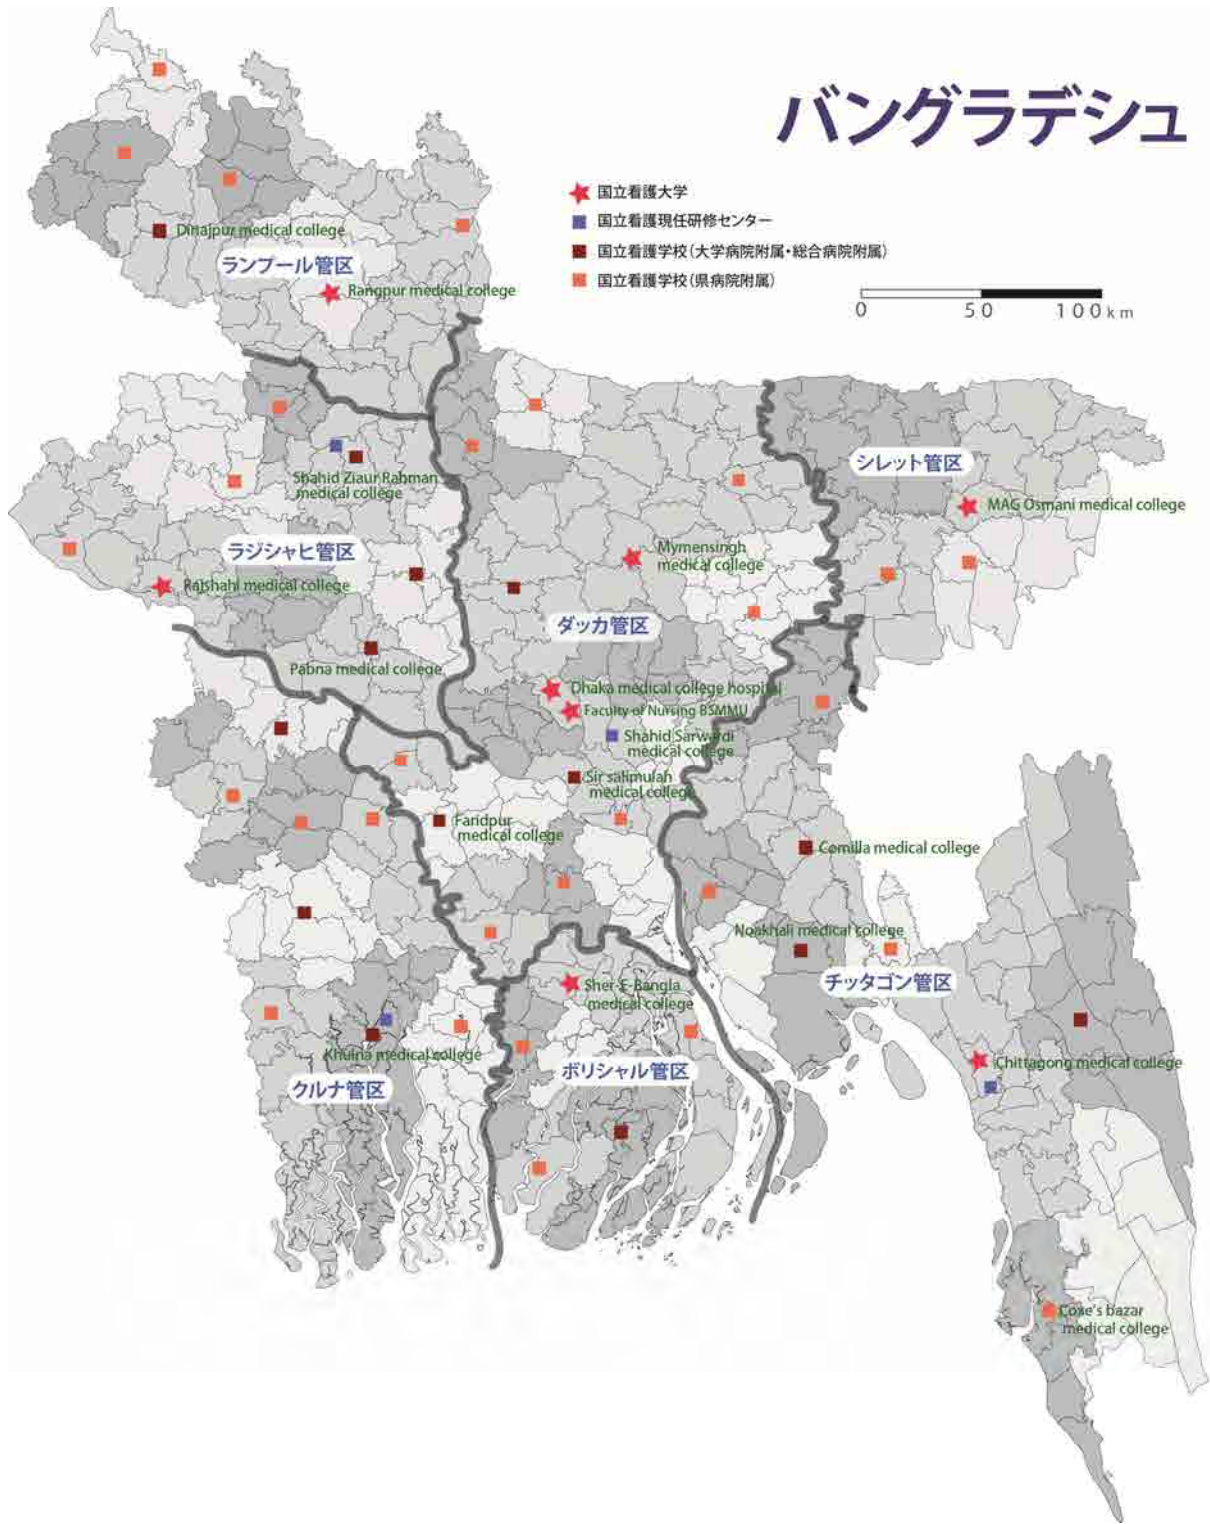 バングラデシュ
国立看護大学
国立看護現任研修センター
国立看護学校(大学病院附属・総合病院附属)
国立看護学校(県病院附属)
0 50 100km
Dinajpur medical college
ランプール管区
Rangpur medical college
シレット管区
Shahid Ziaur Rahman
medical college
MAG Osmani medical college
ラジシャヒ管区
Mymensingh
medical college
Rajshahi medical college
ダッカ管区
Pabna medical college
Dhaka medical college hospital
Faculty of Nursing BSMMU
Shahid Sarwerdi
medical college
Sir salimulah
medical college
Faridpur
medical college
Comilla medical college
Noakhali medical college
チッタゴン管区
Sher-E-Bangla
medical college
Khulna medical college
Chittagong medical college
ボリシャル管区
クルナ管区
Coxe's bazar
medical college